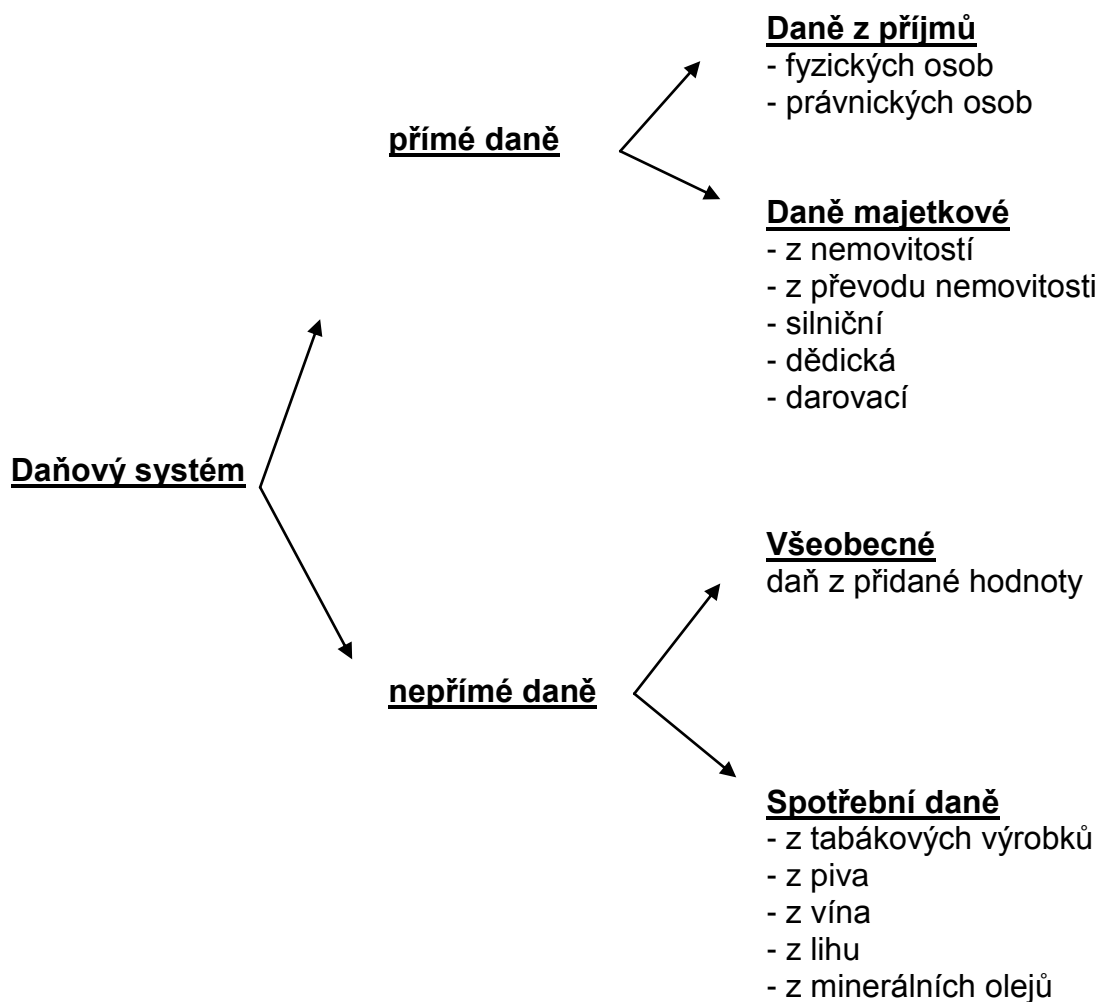 Daně z příjmů
- fyzických osob
- právnických osob
přímé daně
Daně majetkové
- z nemovitostí
- z převodu nemovitosti
- silniční
- dědická
- darovací
Daňový systém
Všeobecné
daň z přidané hodnoty
nepřímé daně
Spotřební daně
- z tabákových výrobků
- z piva
- z vína
- z lihu
- z minerálních olejů